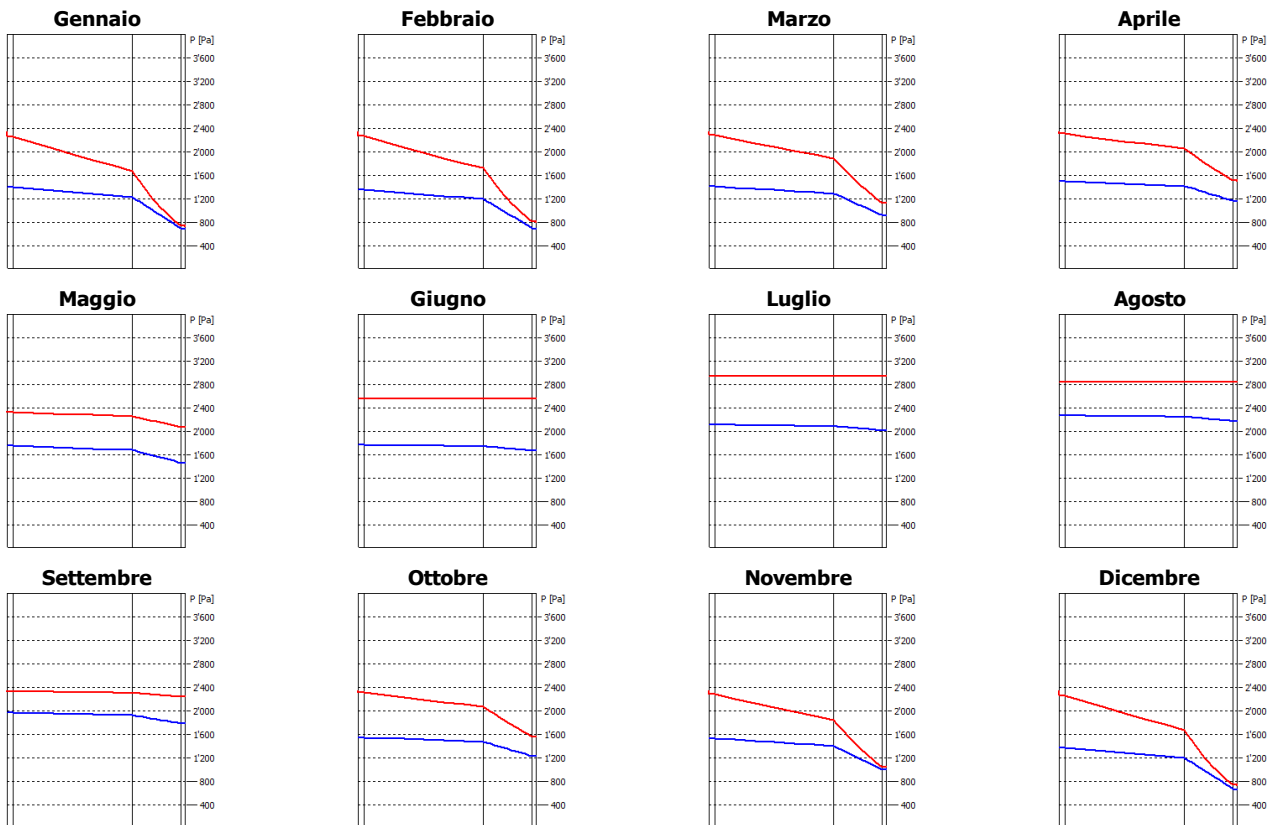 Gennaio Febbraio Marzo Aprile
P [Pa] P [Pa] P [Pa] P [Pa]
3'600 3'600 3'600 3'600
3'200 3'200 3'200 3'200
2'800 2'800 2'800 2'800
2'400 2'400 2'400 2'400
2'000 2'000 2'000 2'000
1'600 1'600 1'600 1'600
1'200 1'200 1'200 1'200
800 800 800 800
400 400 400 400
Maggio Giugno Luglio Agosto
P [Pa] P [Pa] P [Pa] P [Pa]
3'600 3'600 3'600 3'600
3'200 3'200 3'200 3'200
2'800 2'800 2'800 2'800
2'400 2'400 2'400 2'400
2'000 2'000 2'000 2'000
1'600 1'600 1'600 1'600
1'200 1'200 1'200 1'200
800 800 800 800
400 400 400 400
Settembre Ottobre Novembre Dicembre
P [Pa] P [Pa] P [Pa] P [Pa]
3'600 3'600 3'600 3'600
3'200 3'200 3'200 3'200
2'800 2'800 2'800 2'800
2'400 2'400 2'400 2'400
2'000 2'000 2'000 2'000
1'600 1'600 1'600 1'600
1'200 1'200 1'200 1'200
800 800 800 800
400 400 400 400